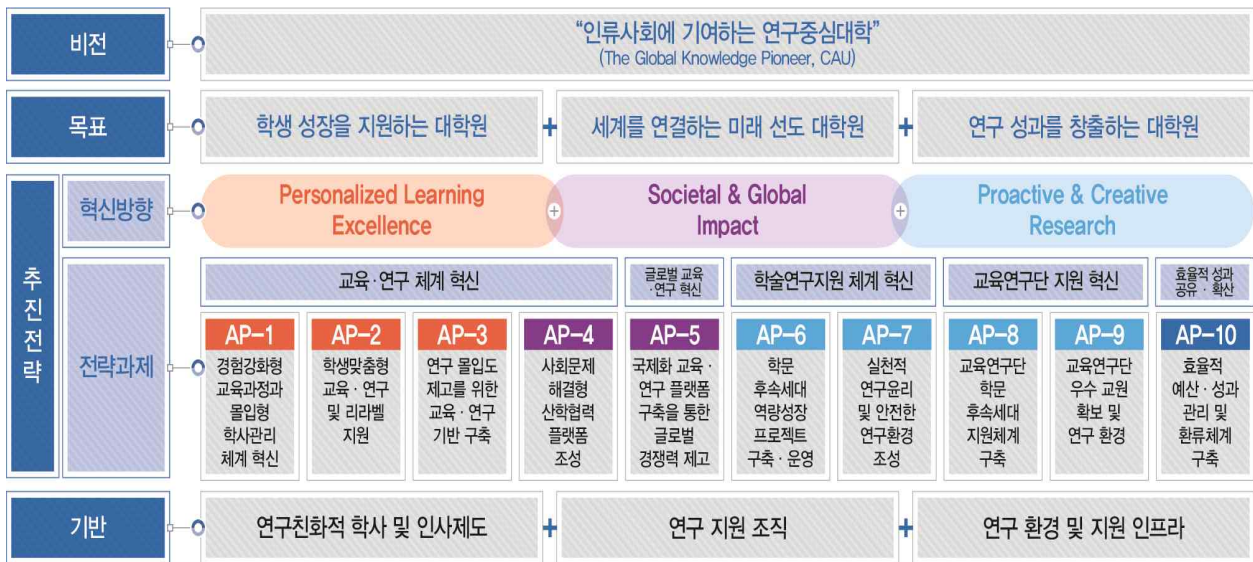 비전
“인류사회에 기여하는 연구중심대학”
(The Global Knowledge Pioneer, CAU)
목표
학생 성장을 지원하는 대학원
+
세계를 연결하는 미래 선도 대학원
+
연구 성과를 창출하는 대학원
추진전략
혁신방향
Personalized Learning
Excellence
+
Societal & Global
Impact
+
Proactive & Creative
Research
전략과제
교육·연구 체계 혁신
글로벌 교육
·연구 혁신
학술연구지원 체계 혁신
교육연구단 지원 혁신
효율적 성과
공유·확산
AP-1
경험강화형
교육과정과
몰입형
학사관리
체계 혁신
AP-2
학생맞춤형
교육·연구
및 리라벨
지원
AP-3
연구 몰입도
제고를 위한
교육·연구
기반 구축
AP-4
사회문제
해결형
산학협력
플랫폼
조성
AP-5
국제화 교육·
연구 플랫폼
구축을 통한
글로벌
경쟁력 제고
AP-6
학문
후속세대
역량성장
프로젝트
구축·운영
AP-7
실천적
연구윤리
및 안전한
연구환경
조성
AP-8
교육연구단
학문
후속세대
지원체계
구축
AP-9
교육연구단
우수 교원
확보 및
연구 환경
AP-10
효율적
예산·성과
관리 및
환류체계
구축
기반
연구친화적 학사 및 인사제도
+
연구 지원 조직
+
연구 환경 및 지원 인프라